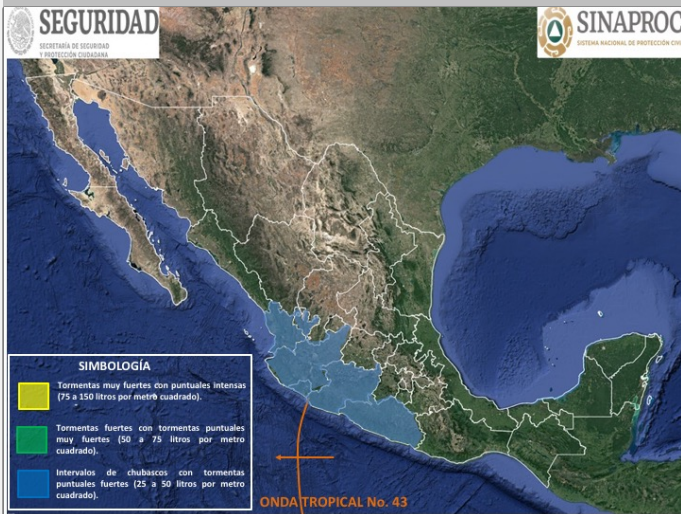 SEGURIDAD
SECRETARÍA DE SEGURIDAD
Y PROTECCIÓN CIUDADANA
SINAPROC
SISTEMA NACIONAL DE PROTECCIÓN CIVI
SIMBOLOGÍA
Tormentas muy fuertes con puntuales intensas
(75 a 150 litros por metro cuadrado).
Tormentas fuertes con tormentas puntuales
muy fuertes (50 a 75 litros por metro
cuadrado).
Intervalos de chubascos con tormentas
puntuales fuertes (25 a 50 litros por metro
cuadrado).
ONDA TROPICAL No. 43